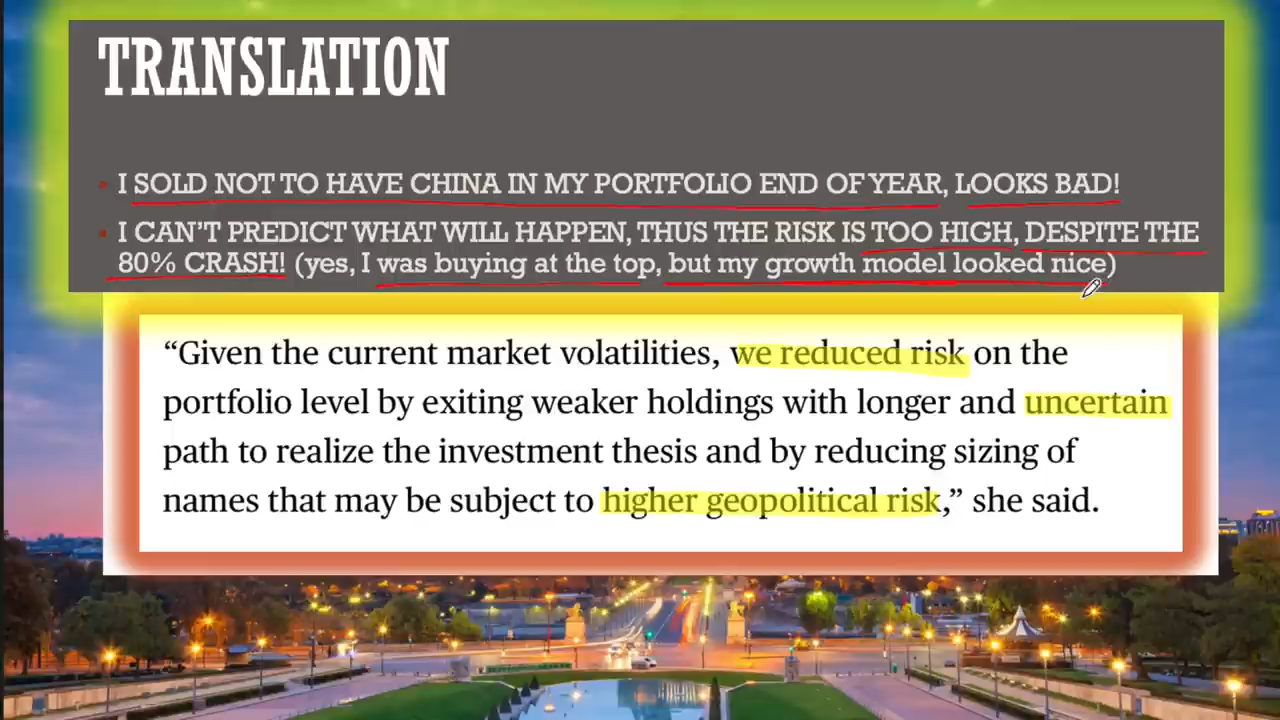 TRANSLATION
• I SOLD NOT TO HAVE CHINA IN MY PORTFOLIO END OF YEAR, LOOKS BAD!
• I CAN'T PREDICT WHAT WILL HAPPEN, THUS THE RISK IS TOO HIGH, DESPITE THE
80% CRASH! (yes, I was buying at the top, but my growth model looked nice)
“Given the current market volatilities, we reduced risk on the
portfolio level by exiting weaker holdings with longer and uncertain
path to realize the investment thesis and by reducing sizing of
names that may be subject to higher geopolitical risk,” she said.